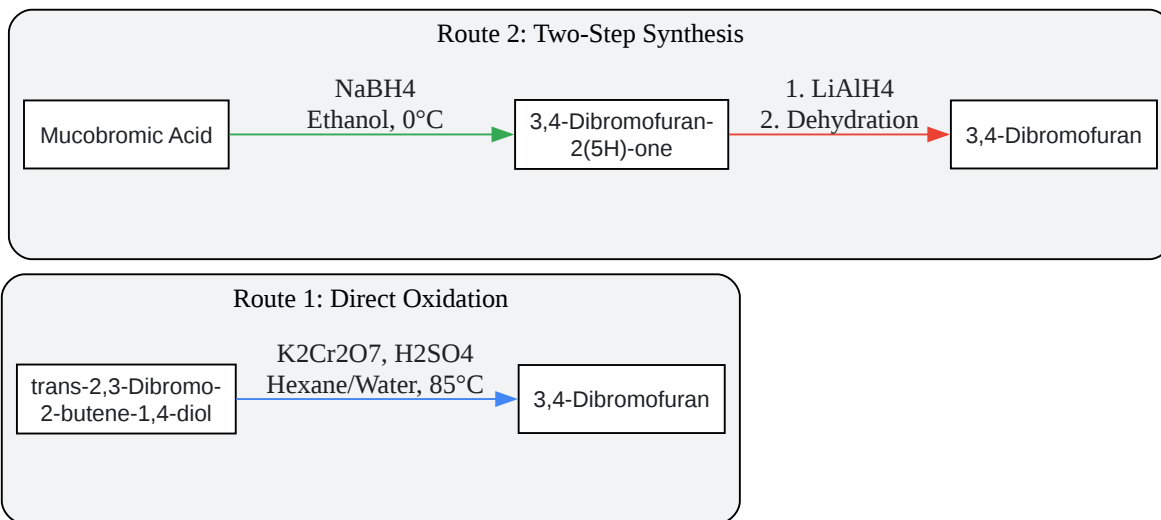 Route 2: Two-Step Synthesis
Mucobromic Acid
NaBH4
Ethanol, 0°C
3,4-Dibromofuran-
2(5H)-one
1. LiAlH4
2. Dehydration
3,4-Dibromofuran
Route 1: Direct Oxidation
trans-2,3-Dibromo-
2-butene-1,4-diol
K2Cr2O7, H2SO4
Hexane/Water, 85°C
3,4-Dibromofuran